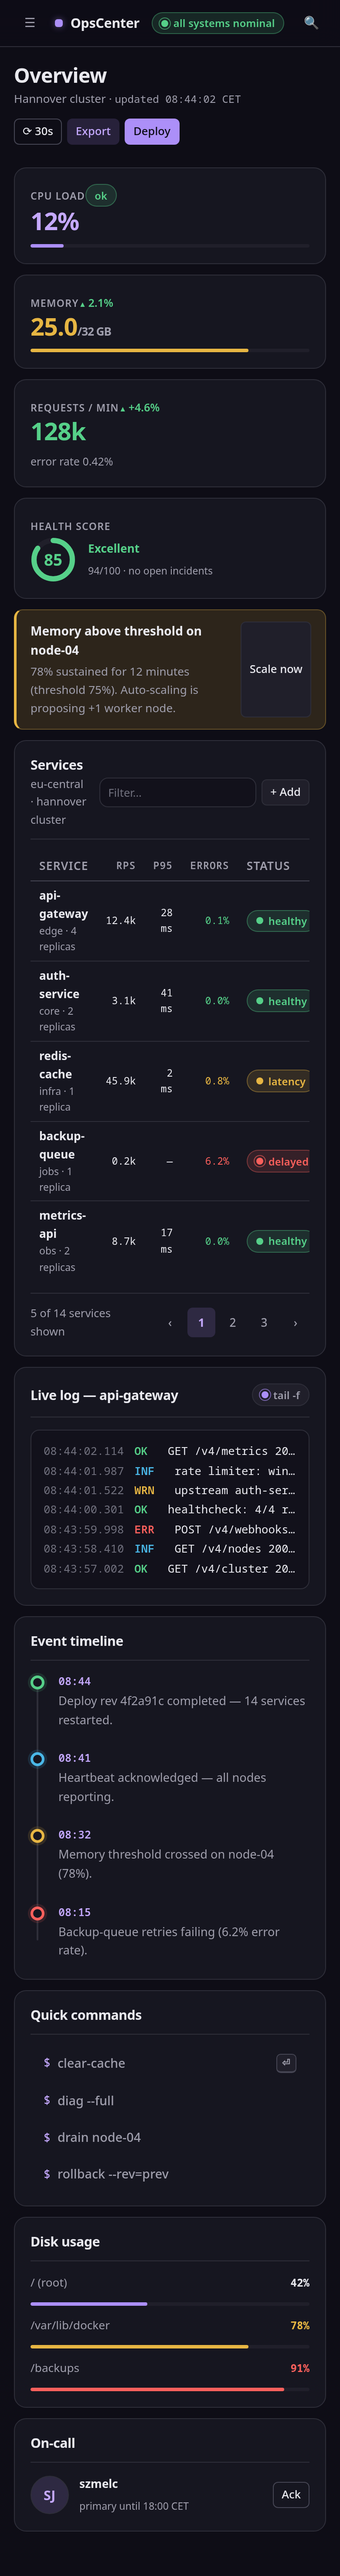 ☰ OpsCenter all systems nominal 🔍
Overview
Hannover cluster · updated 08:44:02 CET
⟳ 30s Export Deploy
CPU LOAD ok
12%
MEMORY ▲ 2.1%
25.0/32 GB
REQUESTS / MIN ▲ +4.6%
128k
error rate 0.42%
HEALTH SCORE
85
Excellent
94/100 · no open incidents
Memory above threshold on
node-04
78% sustained for 12 minutes
(threshold 75%). Auto-scaling is
proposing +1 worker node.
Scale now
Services
eu-central
· hannover
cluster
Filter…
+ Add
SERVICE RPS P95 ERRORS STATUS
api-
gateway
edge · 4
replicas
12.4k
28
ms
0.1%
healthy
auth-
service
core · 2
replicas
3.1k
41
ms
0.0%
healthy
redis-
cache
infra · 1
replica
45.9k
2
ms
0.8%
latency
backup-
queue
jobs · 1
replica
0.2k
—
6.2%
delayed
metrics-
api
obs · 2
replicas
8.7k
17
ms
0.0%
healthy
5 of 14 services
shown
‹ 1 2 3 ›
Live log — api-gateway tail -f
08:44:02.114 OK GET /v4/metrics 20…
08:44:01.987 INF rate limiter: win…
08:44:01.522 WRN upstream auth-ser…
08:44:00.301 OK healthcheck: 4/4 r…
08:43:59.998 ERR POST /v4/webhooks…
08:43:58.410 INF GET /v4/nodes 200…
08:43:57.002 OK GET /v4/cluster 20…
Event timeline
08:44
Deploy rev 4f2a91c completed — 14 services
restarted.
08:41
Heartbeat acknowledged — all nodes
reporting.
08:32
Memory threshold crossed on node-04
(78%).
08:15
Backup-queue retries failing (6.2% error
rate).
Quick commands
$ clear-cache ⏎
$ diag --full
$ drain node-04
$ rollback --rev=prev
Disk usage
/ (root) 42%
/var/lib/docker 78%
/backups 91%
On-call
SJ
szmelc
primary until 18:00 CET
Ack